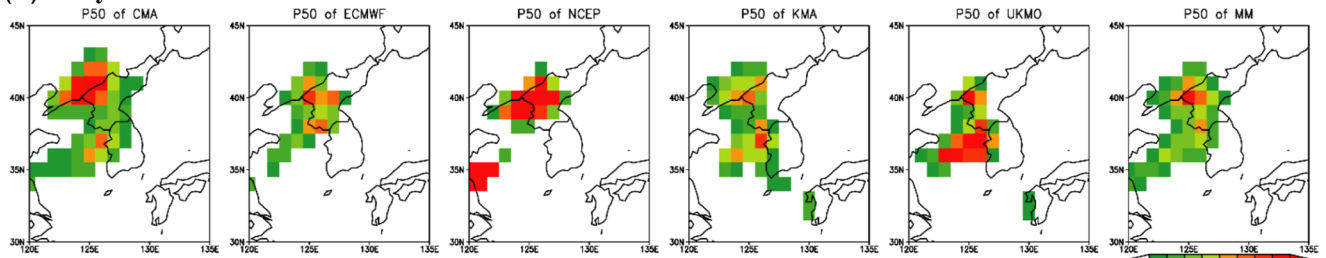 P50 of CMA P50 of ECMWF P50 of NCEP P50 of KMA P50 of UKMO P50 of MM
45N 45N 45N 45N 45N 45N
40N 40N 40N 40N 40N 40N
35N 35N 35N 35N 35N 35N
30N 30N 30N 30N 30N 30N
120E 125E 130E 135E 120E 125E 130E 135E 120E 125E 130E 135E 120E 125E 130E 135E 120E 125E 130E 135E 120E 125E 130E 135E